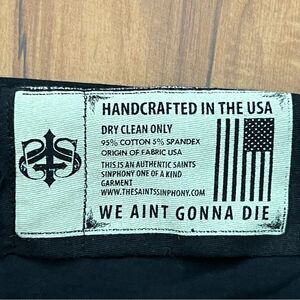 HANDCRAFTED IN THE USA
DRY CLEAN ONLY
95% COTTON 5% SPANDEX
ORIGIN OF FABRIC USA
THIS IS AN AUTHENTIC SAINTS
SINPHONY ONE OF A KIND
GARMENT
WWW.THESAINTSSINPHONY.COM
WE AINT GONNA DIE